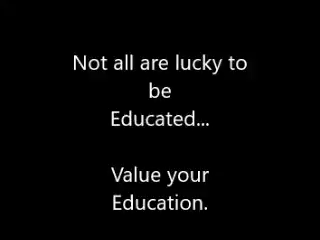 Not all are lucky to
be
Educated...
Value your
Education.